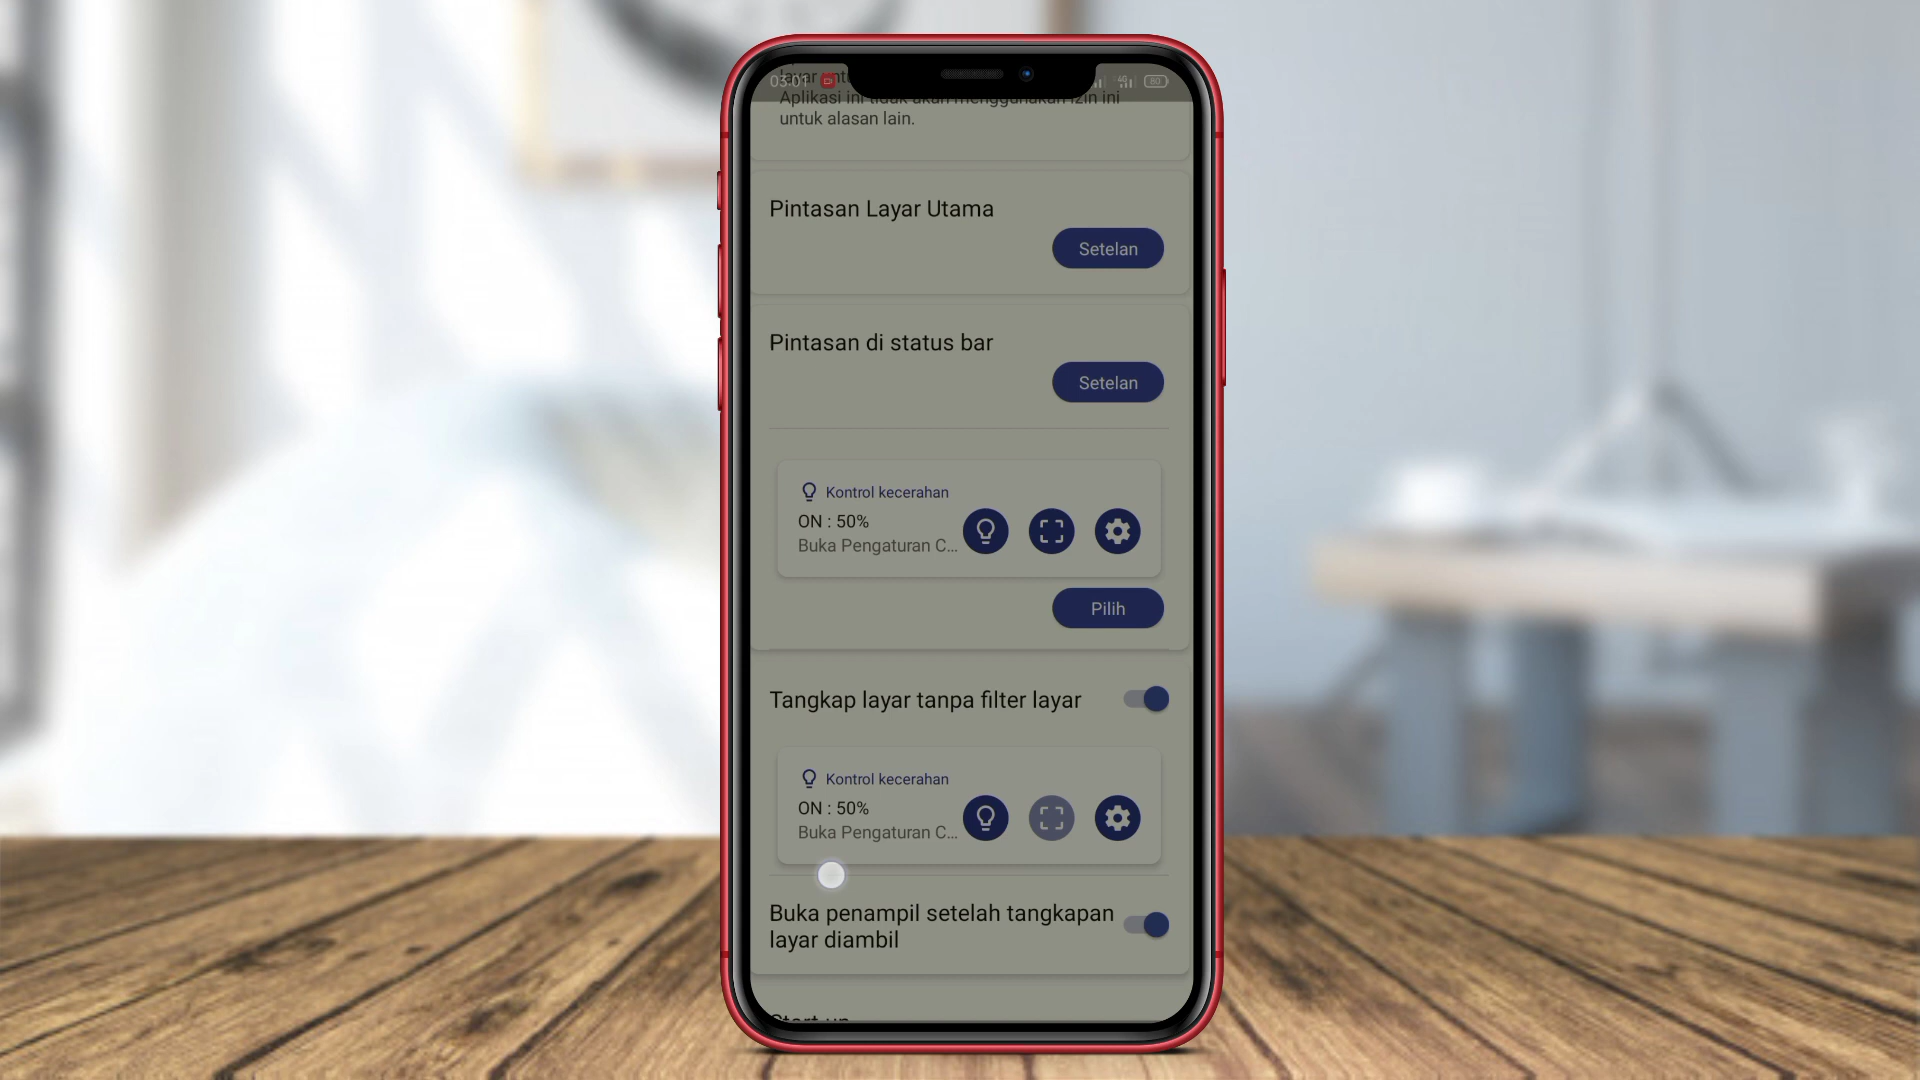 03:01
80
Aplikasi ini tidak akan menggunakan izin ini
untuk alasan lain.
Pintasan Layar Utama
Setelan
Pintasan di status bar
Setelan
Kontrol kecerahan
ON : 50%
Buka Pengaturan C...
Pilih
Tangkap layar tanpa filter layar
Kontrol kecerahan
ON : 50%
Buka Pengaturan C...
Buka penampil setelah tangkapan
layar diambil
Start up